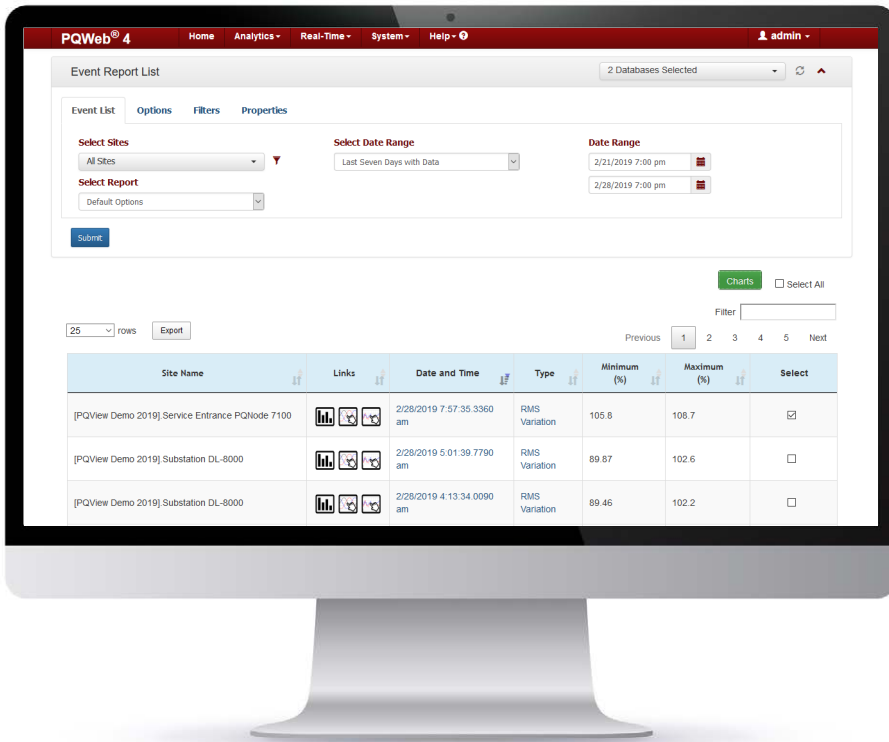 PQWeb® 4 Home Analytics Real-Time System Help admin
Event Report List 2 Databases Selected
Event List Options Filters Properties
Select Sites Select Date Range Date Range
All Sites Last Seven Days with Data 2/21/2019 7:00 pm
Select Report 2/28/2019 7:00 pm
Default Options
Submit
Charts Select All
Filter
25 rows Export
Previous 1 2 3 4 5 Next
Site Name Links Date and Time Type Minimum (%) Maximum (%) Select
[PQView Demo 2019].Service Entrance PQNode 7100 2/28/2019 7:57:35.3360 am RMS Variation 105.8 108.7
[PQView Demo 2019].Substation DL-8000 2/28/2019 5:01:39.7790 am RMS Variation 89.87 102.6
[PQView Demo 2019].Substation DL-8000 2/28/2019 4:13:34.0090 am RMS Variation 89.46 102.2